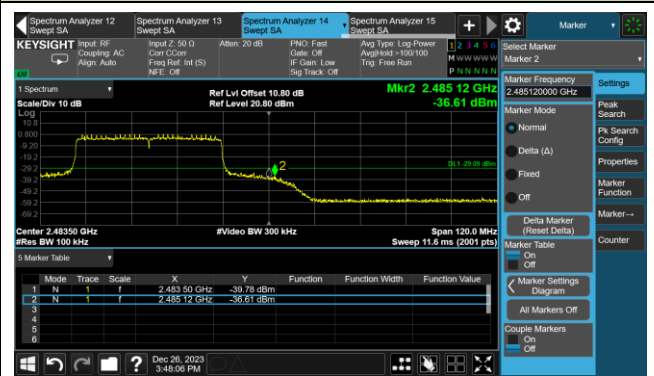 Spectrum Analyzer 12
Swept SA
Spectrum Analyzer 13
Swept SA
Spectrum Analyzer 14
Swept SA
Spectrum Analyzer 15
Swept SA
Marker
KEYSIGHT
Input: RF
Coupling: AC
Align: Auto
Input Z: 50 Ω
Corr CCorr
Freq Ref: Int (S)
NFE: Off
Atten: 20 dB
PNO: Fast
Gate: Off
IF Gain: Low
Sig Track: Off
Avg Type: Log-Power
Avg|Hold:>100/100
Trig: Free Run
1 2 3 4 5 6
M W W W W W
P N N N N N
LXI
Select Marker
Marker 2
1 Spectrum
Scale/Div 10 dB
Ref Lvl Offset 10.80 dB
Ref Level 20.80 dBm
Mkr2 2.485 12 GHz
-36.61 dBm
Log
10.8
0.800
-9.20
-19.2
-29.2
-39.2
-49.2
-59.2
-69.2
2
DL1 -29.69 dBm
Center 2.48350 GHz
#Res BW 100 kHz
#Video BW 300 kHz
Span 120.0 MHz
Sweep 11.6 ms (2001 pts)
5 Marker Table
Mode Trace Scale X Y Function Function Width Function Value
1 N 1 f 2.483 50 GHz -39.78 dBm
2 N 1 f 2.485 12 GHz -36.61 dBm
3
4
5
6
Marker Frequency
2.485120000 GHz
Marker Mode
Normal
Delta (Δ)
Fixed
Off
Delta Marker
(Reset Delta)
Marker Table
On
Off
Marker Settings
Diagram
All Markers Off
Couple Markers
On
Off
Settings
Peak
Search
Pk Search
Config
Properties
Marker
Function
Marker→
Counter
Dec 26, 2023
3:48:06 PM